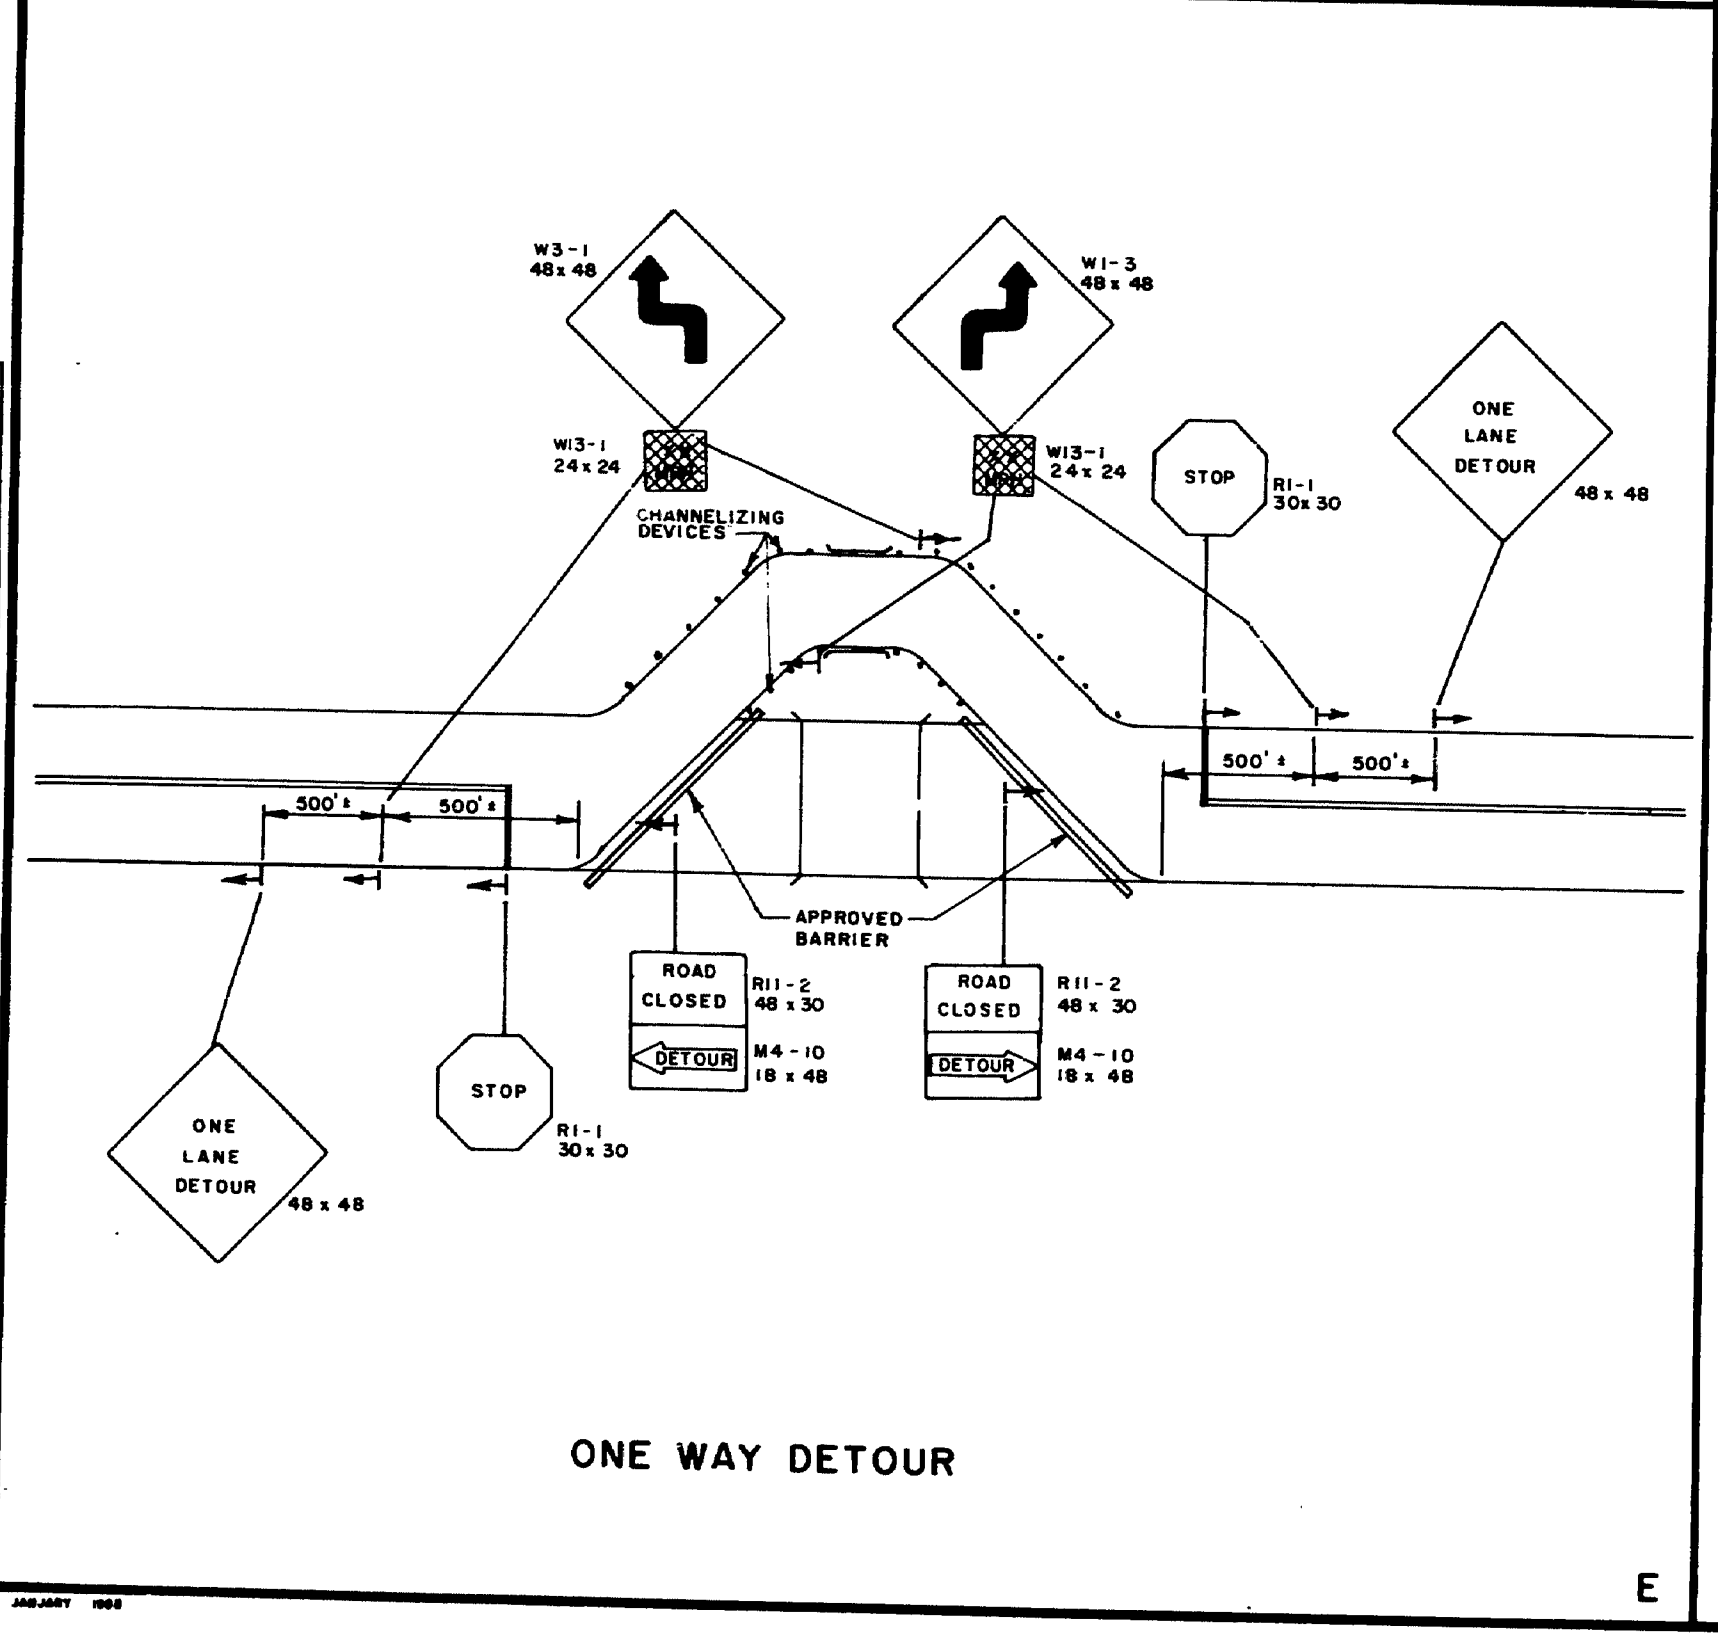 W3-1
48x48
W1-3
48x48
W13-1
24x24
W13-1
24x24
CHANNELIZING
DEVICES
STOP
R1-1
30x30
ONE
LANE
DETOUR
48x48
500'±
500'±
500'±
500'±
APPROVED
BARRIER
ROAD
CLOSED
DETOUR
R11-2
48x30
M4-10
18x48
ROAD
CLOSED
DETOUR
R11-2
48x30
M4-10
18x48
STOP
R1-1
30x30
ONE
LANE
DETOUR
48x48
ONE WAY DETOUR
E
JANUARY